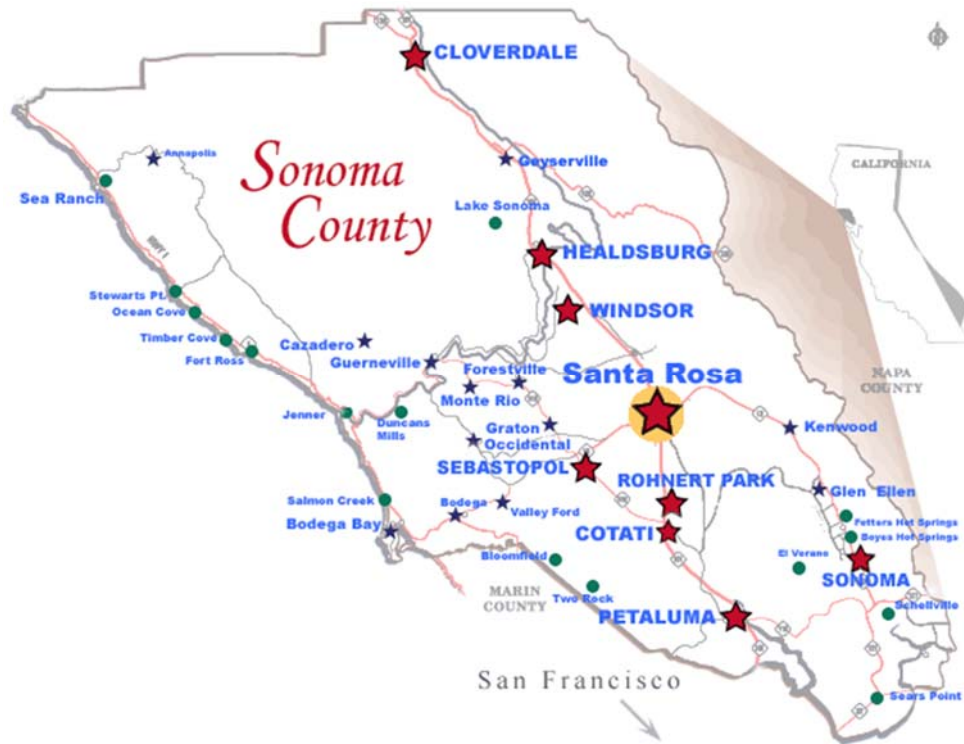 CLOVERDALE
Annapolis
Geyserville
CALIFORNIA
Sonoma
County
Sea Ranch
Lake Sonoma
HWY 1
HEALDSBURG
Stewarts Pt.
Ocean Cove
WINDSOR
Timber Cove
Cazadero
Fort Ross
Guerneville
Forestville
Santa Rosa
NAPA
COUNTY
Monte Rio
Jenner
Duncans
Mills
Graton
Occidental
Kenwood
SEBASTOPOL
ROHNERT PARK
Glen Ellen
Salmon Creek
Bodega
Valley Ford
Bodega Bay
COTATI
Fetters Hot Springs
Boyes Hot Springs
Bloomfield
El Verano
SONOMA
MARIN
COUNTY
Two Rock
PETALUMA
Schellville
San Francisco
Sears Point